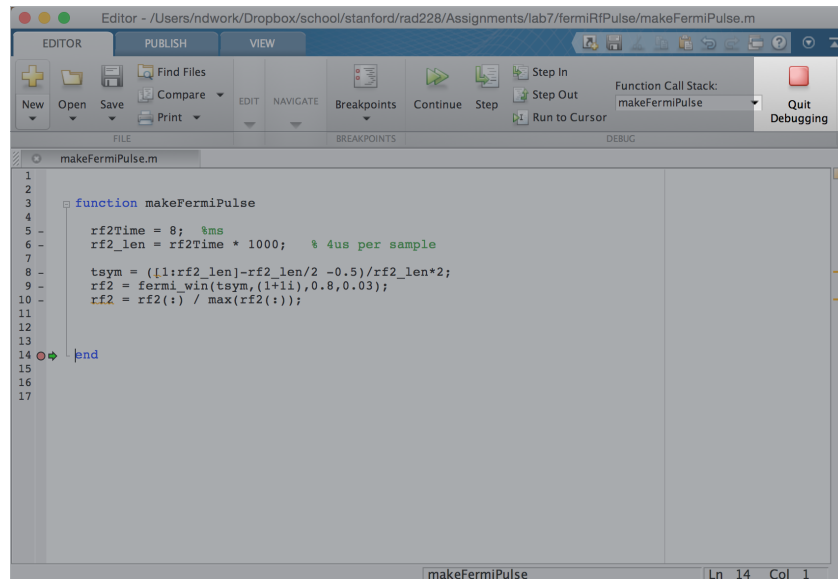 Editor - /Users/ndwork/Dropbox/school/stanford/rad228/Assignments/lab7/fermiRfPulse/makeFermiPulse.m
EDITOR PUBLISH VIEW
New
Open
Save
Find Files
Compare
Print
FILE
EDIT
NAVIGATE
Breakpoints
BREAKPOINTS
Continue
Step
Step In
Step Out
Run to Cursor
Function Call Stack:
makeFermiPulse
DEBUG
Quit
Debugging
makeFermiPulse.m
1
2
3 function makeFermiPulse
4
5 - rf2Time = 8; %ms
6 - rf2_len = rf2Time * 1000; % 4us per sample
7
8 - tsym = ([1:rf2_len]-rf2_len/2 -0.5)/rf2_len*2;
9 - rf2 = fermi_win(tsym,(1+1i),0.8,0.03);
10 - rf2 = rf2(:) / max(rf2(:));
11
12
13
14 end
15
16
17
makeFermiPulse Ln 14 Col 1